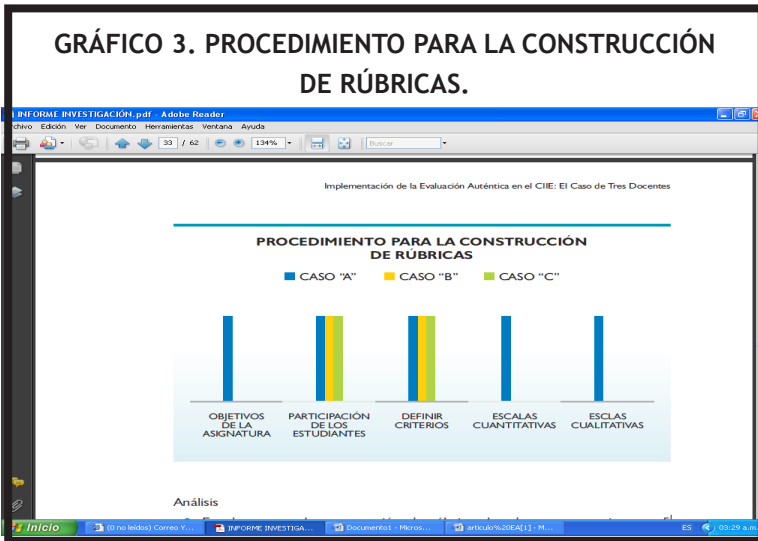 GRÁFICO 3. PROCEDIMIENTO PARA LA CONSTRUCCIÓN
DE RÚBRICAS.
INFORME INVESTIGACIÓN.pdf - Adobe Reader
rchivo Edición Ver Documento Herramientas Ventana Ayuda
33 / 62 134% Buscar
Implementación de la Evaluación Auténtica en el CIIE: El Caso de Tres Docentes
PROCEDIMIENTO PARA LA CONSTRUCCIÓN
DE RÚBRICAS
CASO "A" CASO "B" CASO "C"
OBJETIVOS
DE LA
ASIGNATURA
PARTICIPACIÓN
DE LOS
ESTUDIANTES
DEFINIR
CRITERIOS
ESCALAS
CUANTITATIVAS
ESCLAS
CUALITATIVAS
Análisis
Inicio (0 no leídos) Correo Y... INFORME INVESTIGA... Documento1 - Micros... articulo%20EA[1] - M... ES 03:29 a.m.